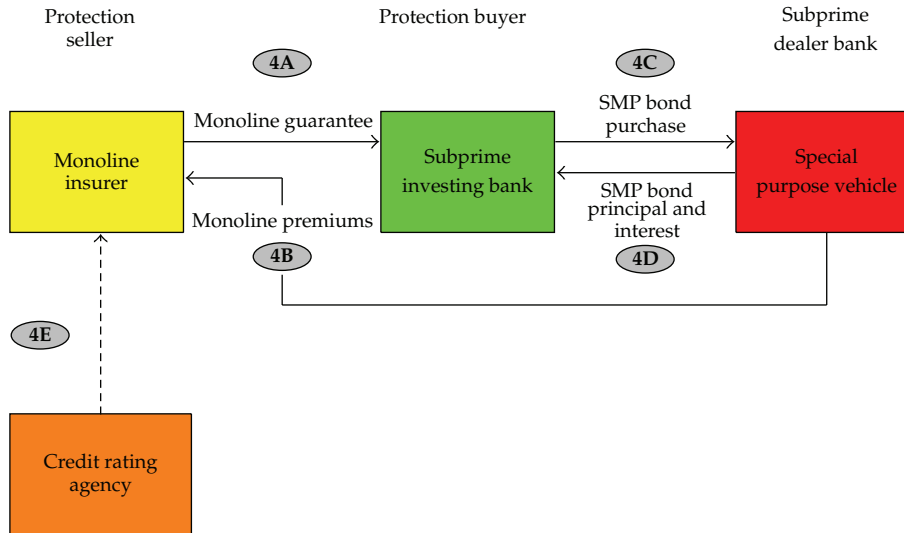 Protection
seller
Protection buyer
Subprime
dealer bank
4A
4C
Monoline guarantee
SMP bond
purchase
Monoline
insurer
Subprime
investing bank
Special
purpose vehicle
Monoline premiums
SMP bond
principal and
interest
4B
4D
4E
Credit rating
agency